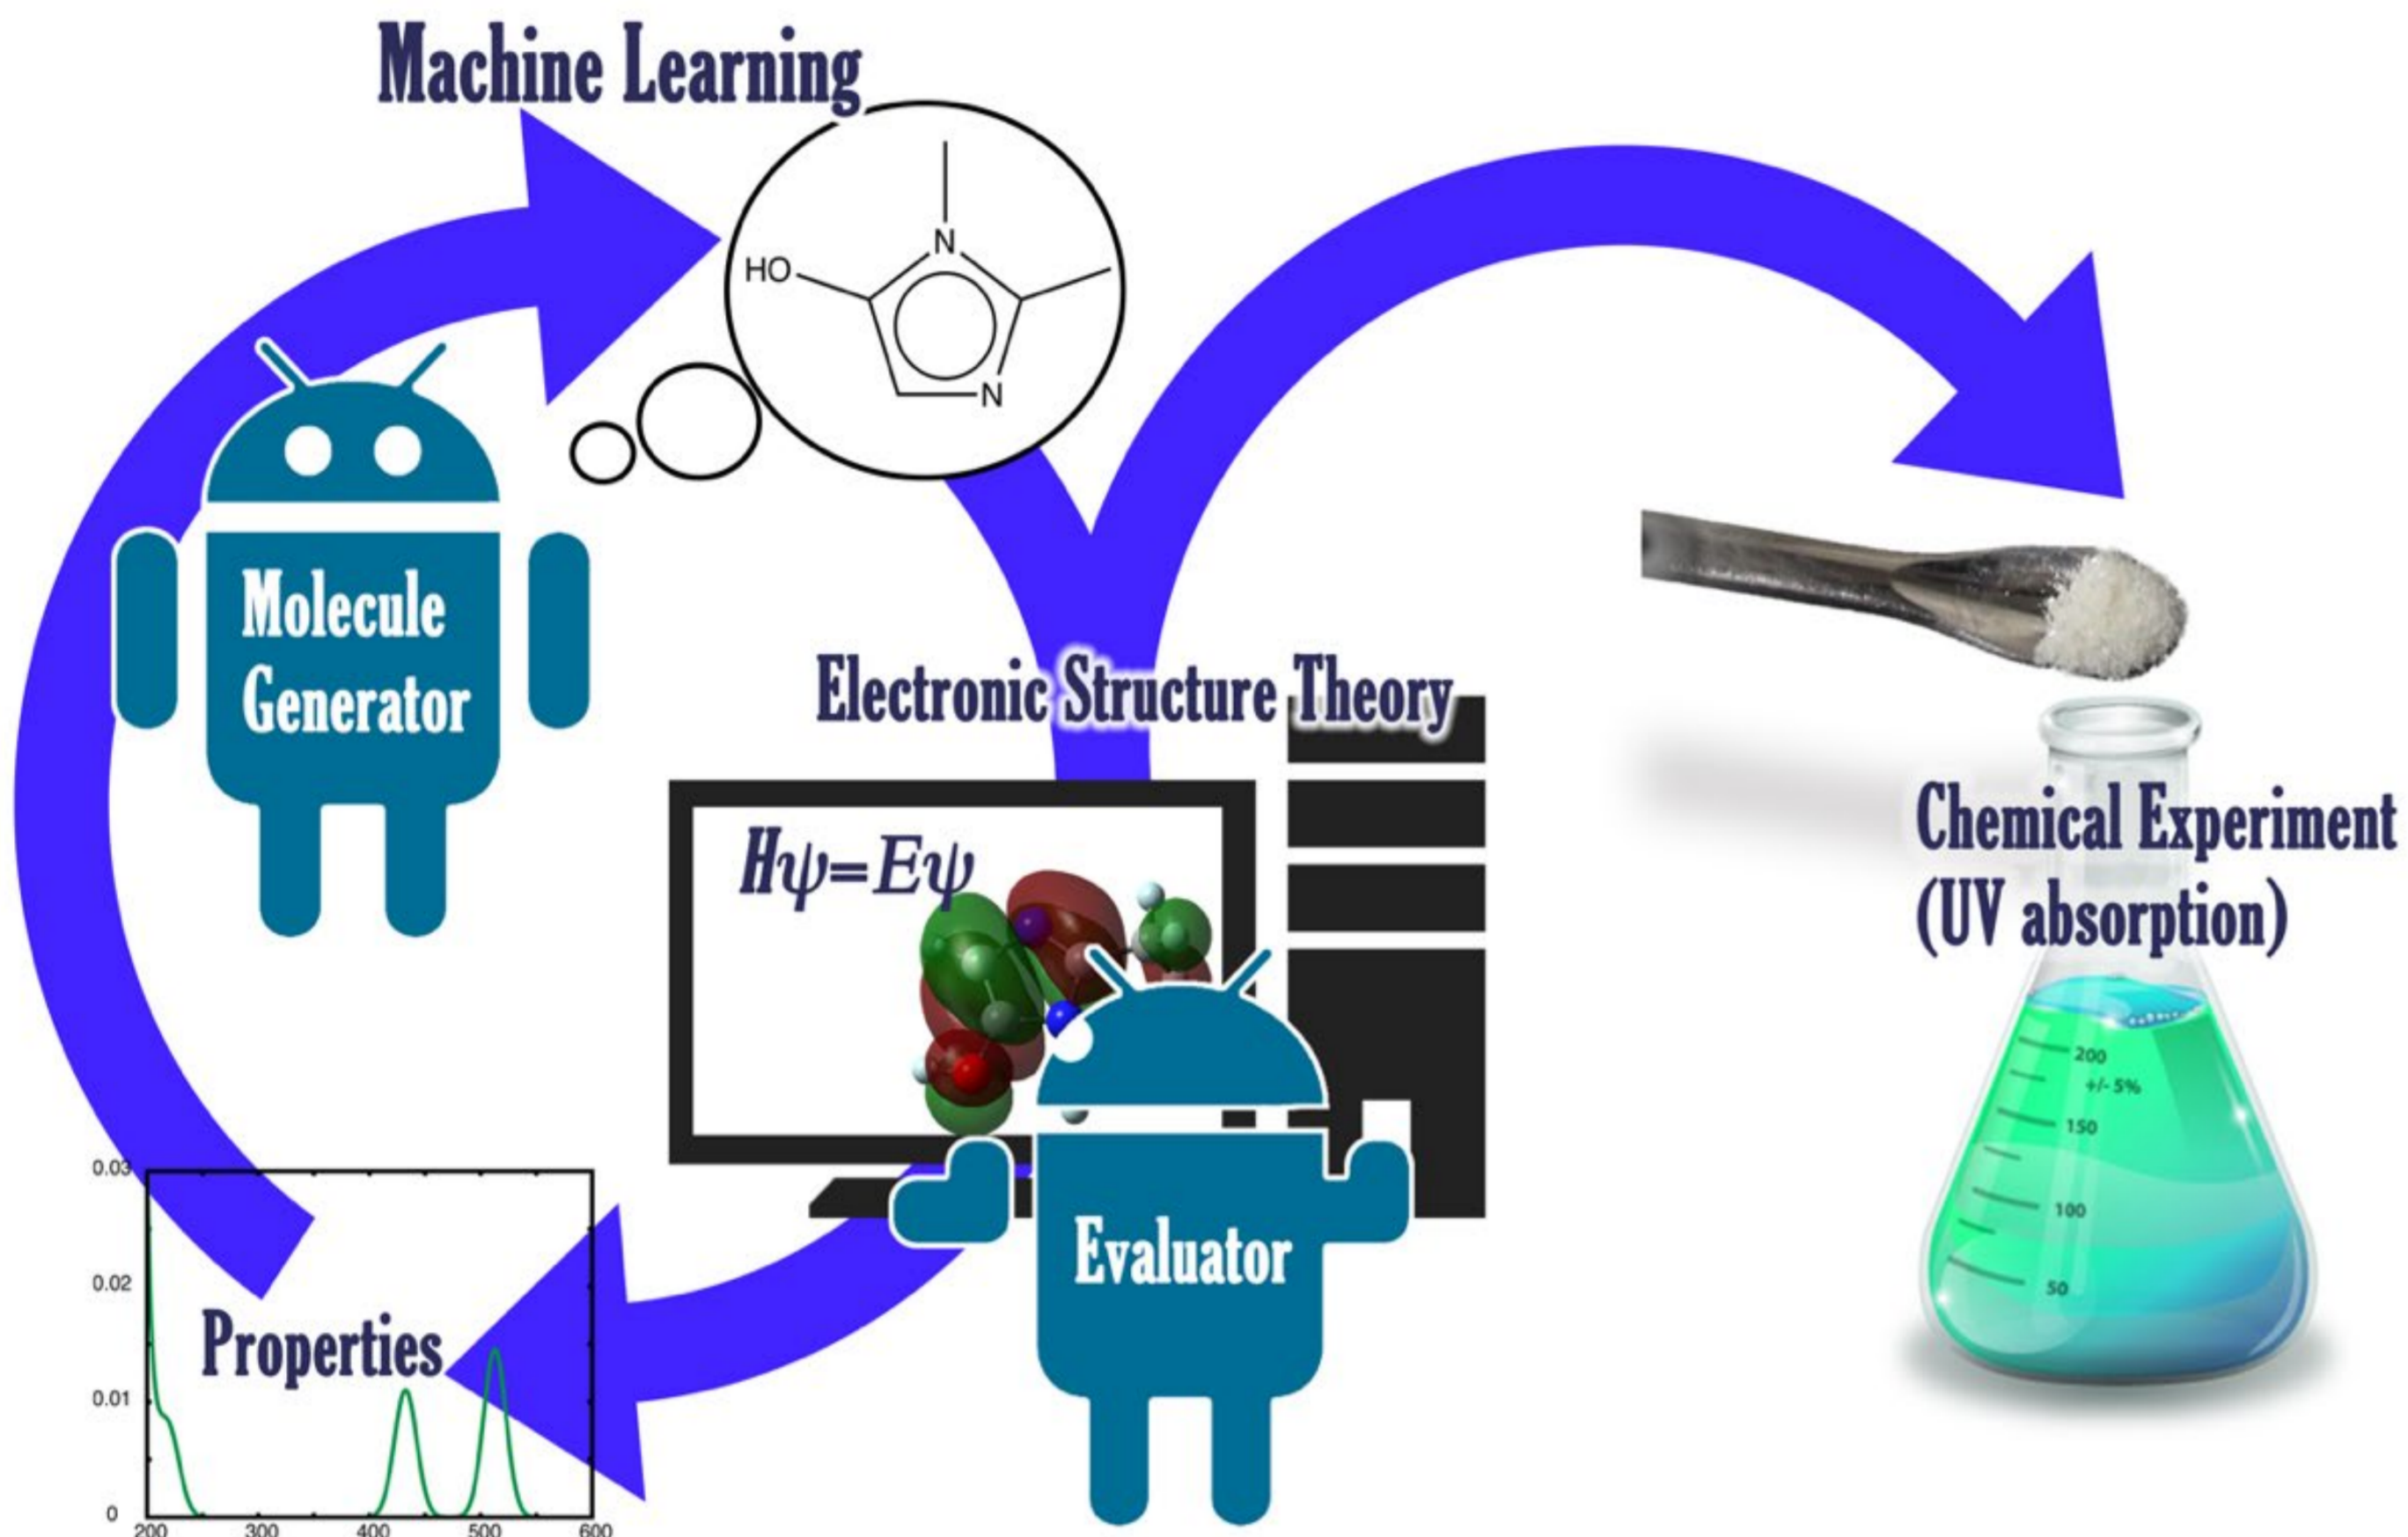 Machine Learning
N
HO
N
Molecule
Generator
Electronic Structure Theory
Hψ=Eψ
Chemical Experiment
(UV absorption)
200
+/- 5%
150
100
50
Evaluator
Properties
0.03
0.02
0.01
0
200 300 400 500 600